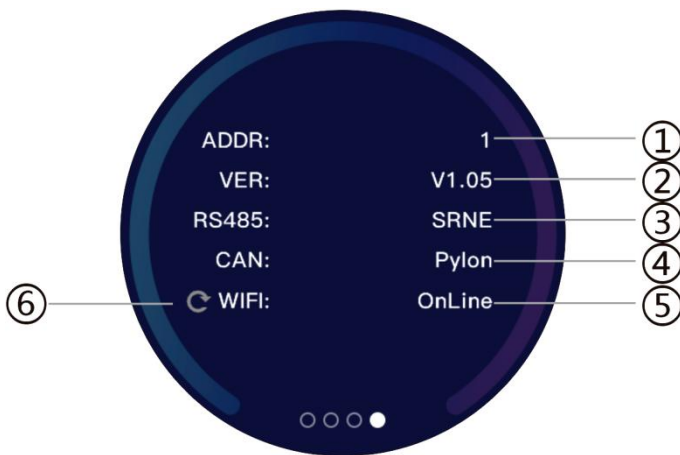 ADDR: 1 ①
VER: V1.05 ②
RS485: SRNE ③
CAN: Pylon ④
⑥ WIFI: OnLine ⑤